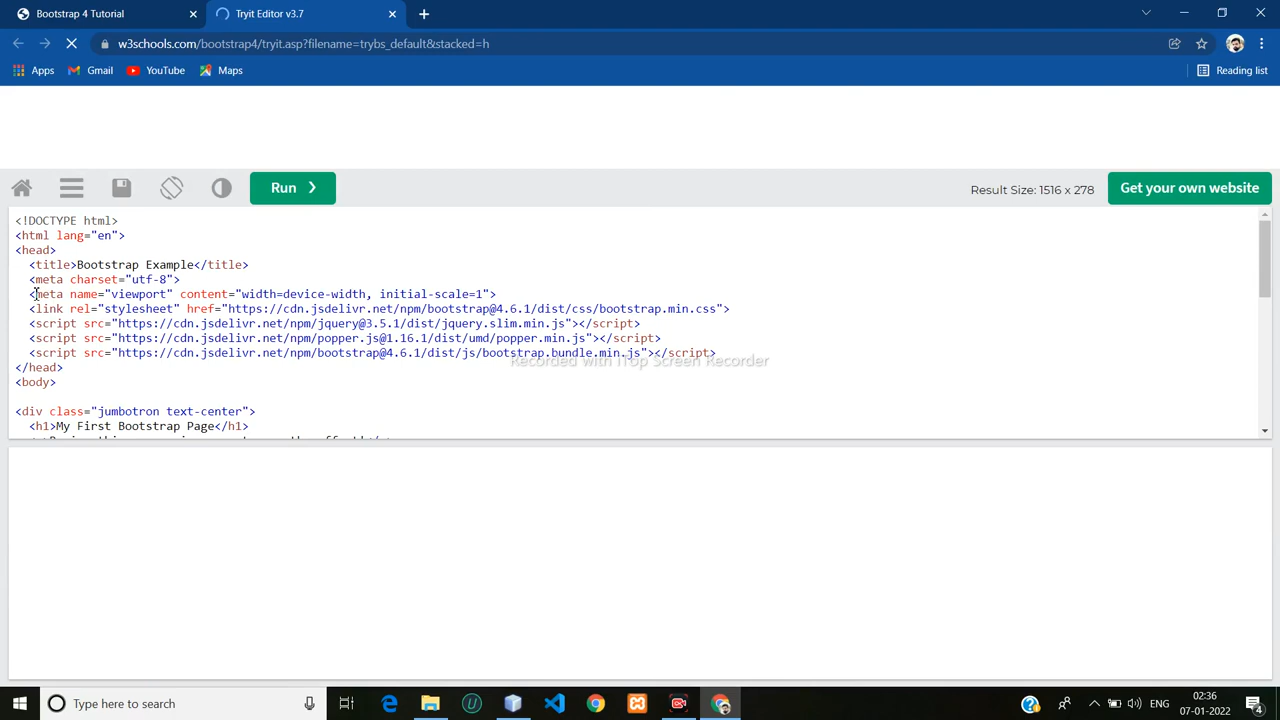 Bootstrap 4 Tutorial
Tryit Editor v3.7
w3schools.com/bootstrap4/tryit.asp?filename=trybs_default&stacked=h
Apps Gmail YouTube Maps Reading list
Run ❯ Result Size: 1516 x 278 Get your own website
<!DOCTYPE html>
<html lang="en">
<head>
<title>Bootstrap Example</title>
<meta charset="utf-8">
<meta name="viewport" content="width=device-width, initial-scale=1">
<link rel="stylesheet" href="https://cdn.jsdelivr.net/npm/bootstrap@4.6.1/dist/css/bootstrap.min.css">
<script src="https://cdn.jsdelivr.net/npm/jquery@3.5.1/dist/jquery.slim.min.js"></script>
<script src="https://cdn.jsdelivr.net/npm/popper.js@1.16.1/dist/umd/popper.min.js"></script>
<script src="https://cdn.jsdelivr.net/npm/bootstrap@4.6.1/dist/js/bootstrap.bundle.min.js"></script>
Recorded with iTop Screen Recorder
</head>
<body>
<div class="jumbotron text-center">
<h1>My First Bootstrap Page</h1>
Type here to search
ENG
02:36
07-01-2022
4